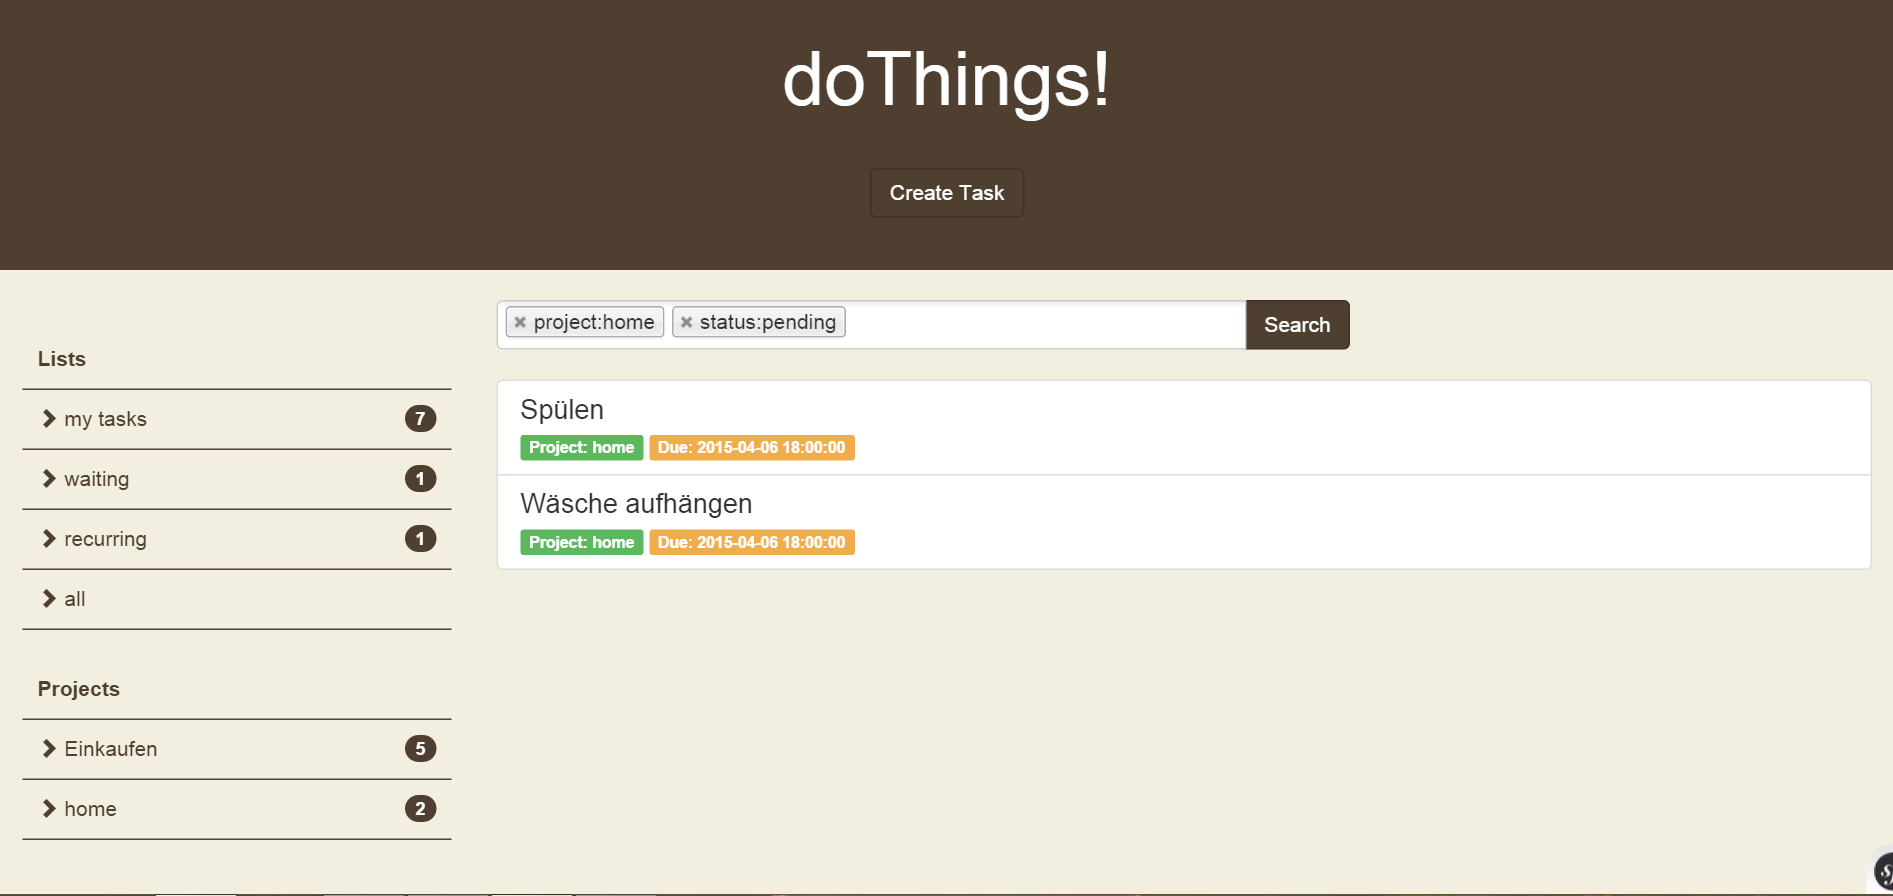 doThings!
Create Task
Lists
my tasks 7
waiting 1
recurring 1
all
Projects
Einkaufen 5
home 2
project:home status:pending Search
Spülen
Project: home Due: 2015-04-06 18:00:00
Wäsche aufhängen
Project: home Due: 2015-04-06 18:00:00